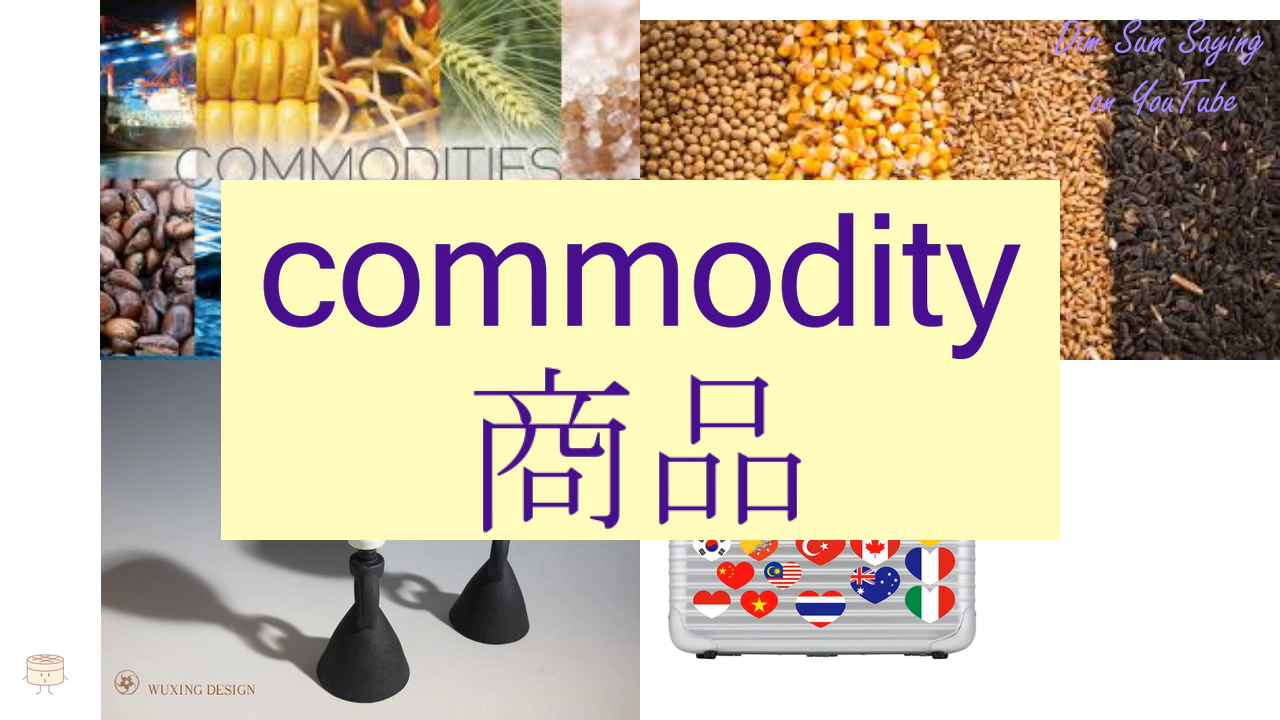 Dim Sum Saying
on YouTube
COMMODITIES
commodity
商品
WUXING DESIGN